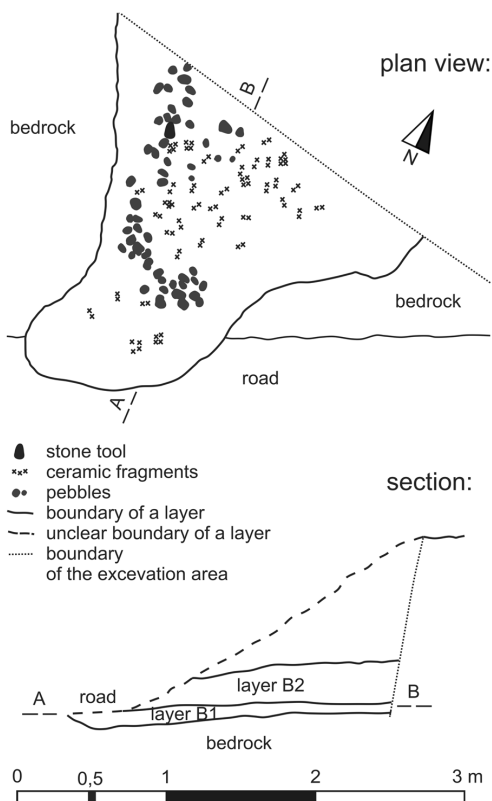 plan view:
B
bedrock
N
bedrock
road
A
stone tool
ceramic fragments
pebbles
boundary of a layer
unclear boundary of a layer
boundary
of the excevation area
section:
layer B2
A
road
B
layer B1
bedrock
0 0,5 1 2 3 m